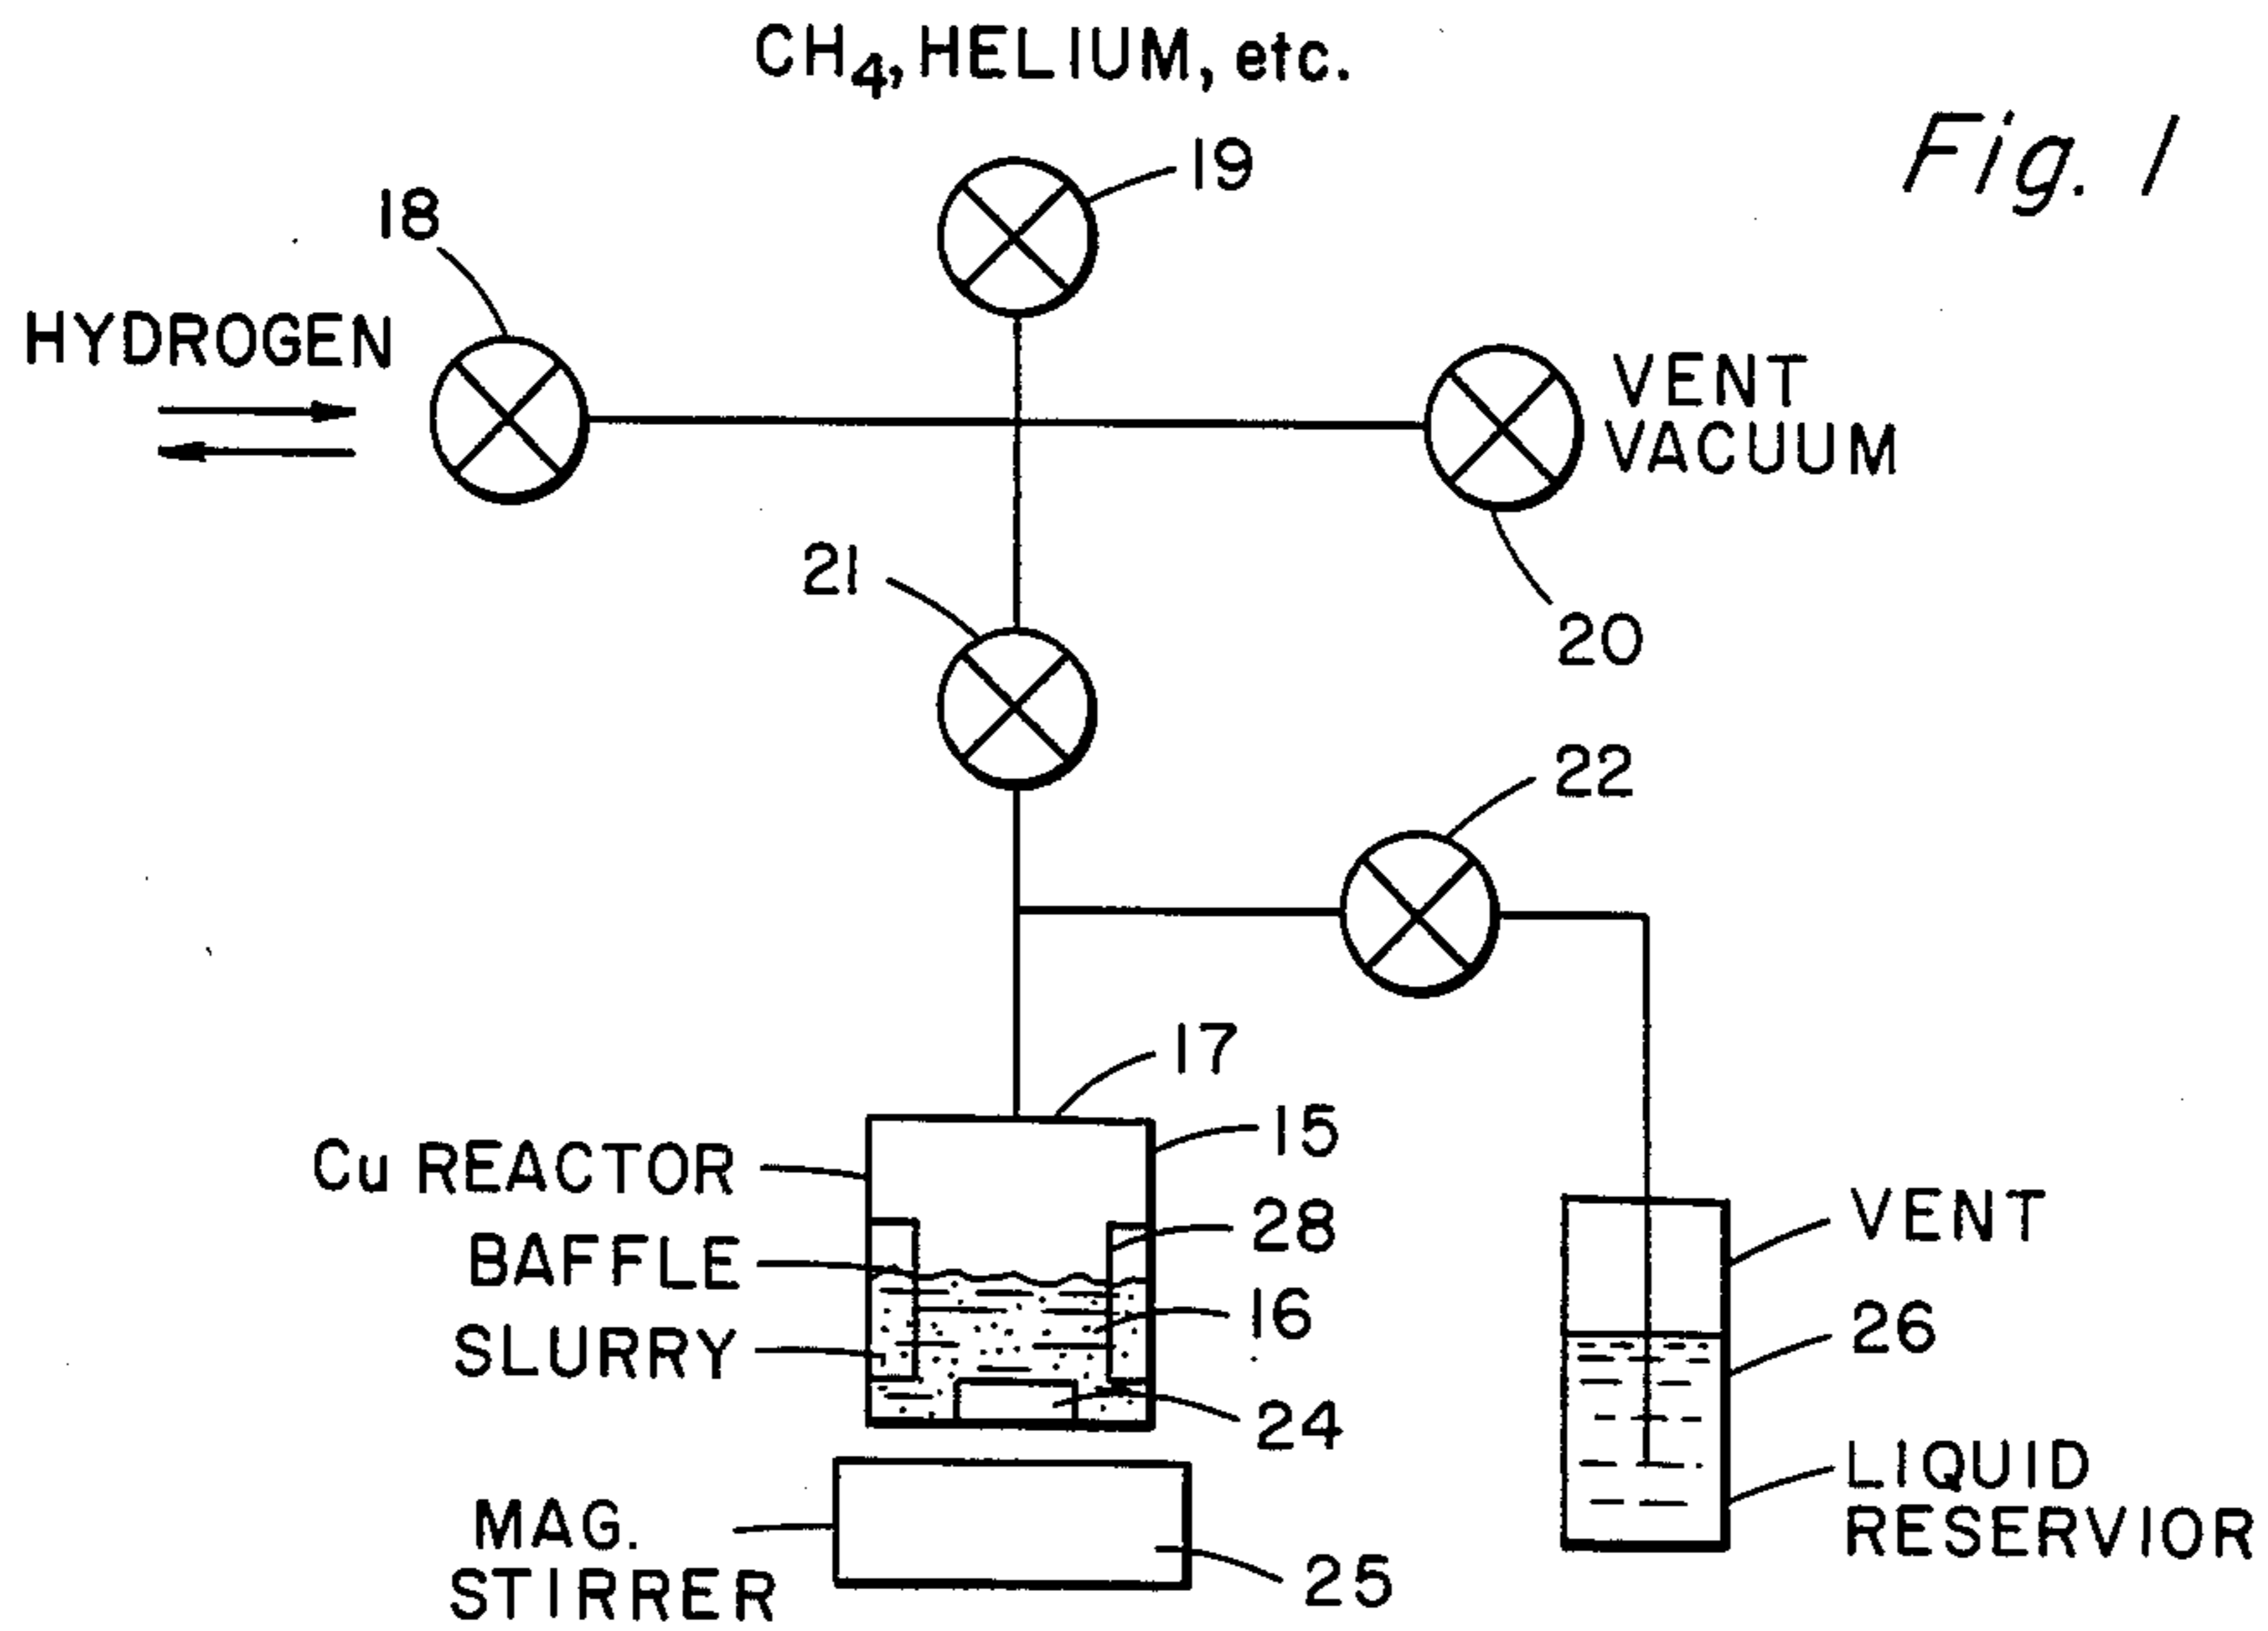 CH4, HELIUM, etc.
Fig. 1
19
18
HYDROGEN
VENT
VACUUM
20
21
22
17
15
Cu REACTOR
28
BAFFLE
16
SLURRY
24
VENT
26
LIQUID
RESERVIOR
MAG.
STIRRER
25